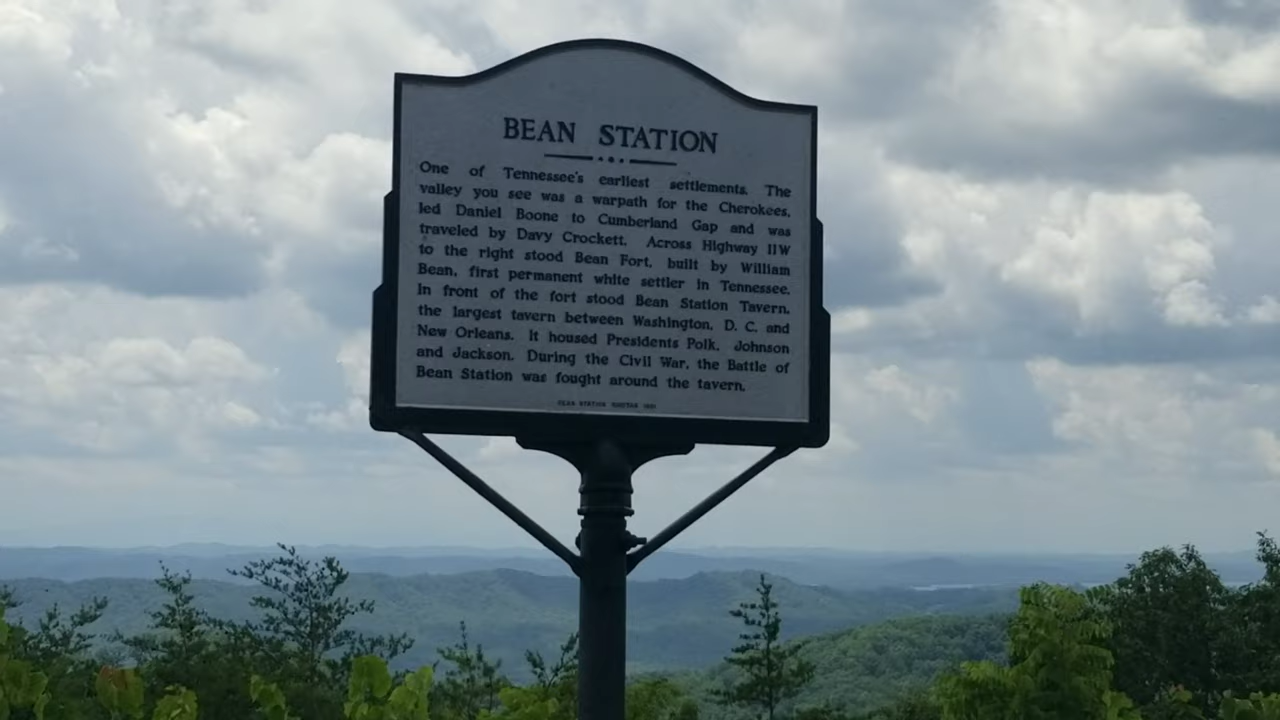 BEAN STATION
One of Tennessee's earliest settlements. The
valley you see was a warpath for the Cherokees,
led Daniel Boone to Cumberland Gap and was
traveled by Davy Crockett. Across Highway 11W
to the right stood Bean Fort, built by William
Bean, first permanent white settler in Tennessee.
In front of the fort stood Bean Station Tavern,
the largest tavern between Washington, D. C. and
New Orleans. It housed Presidents Polk, Johnson
and Jackson. During the Civil War, the Battle of
Bean Station was fought around the tavern.
BEAN STATION